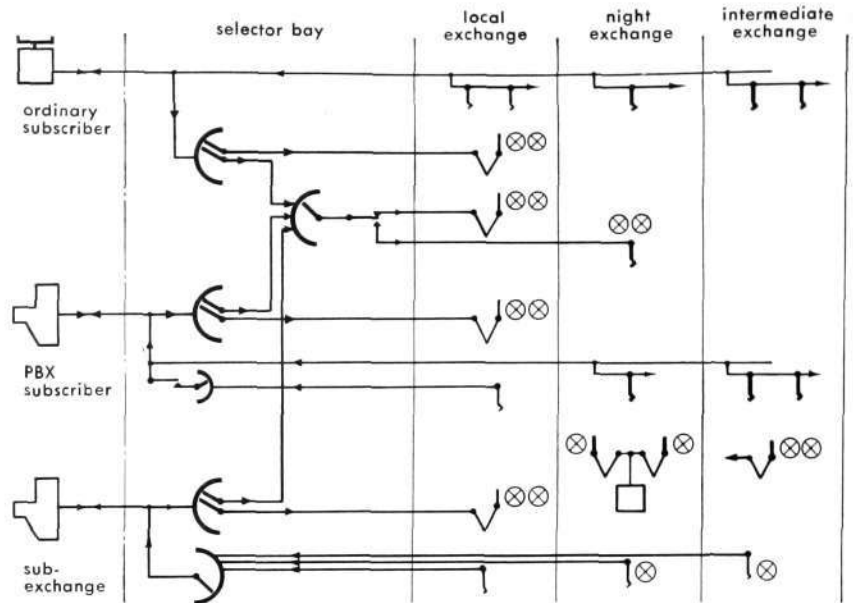 selector bay
local
exchange
night
exchange
intermediate
exchange
ordinary
subscriber
PBX
subscriber
sub-
exchange